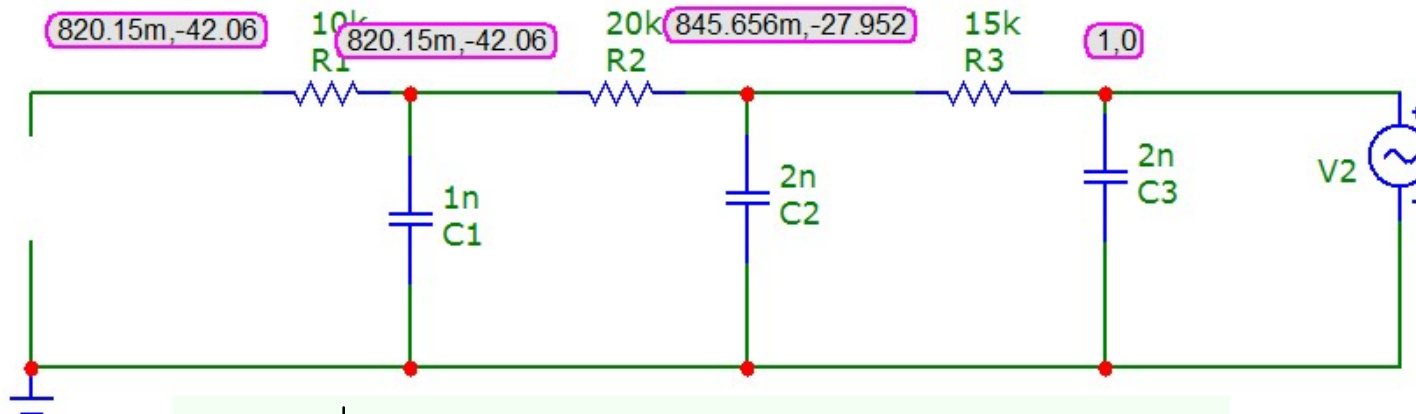 820.15m,-42.06
10k
R1
820.15m,-42.06
20k
R2
845.656m,-27.952
15k
R3
1,0
1n
C1
2n
C2
2n
C3
V2